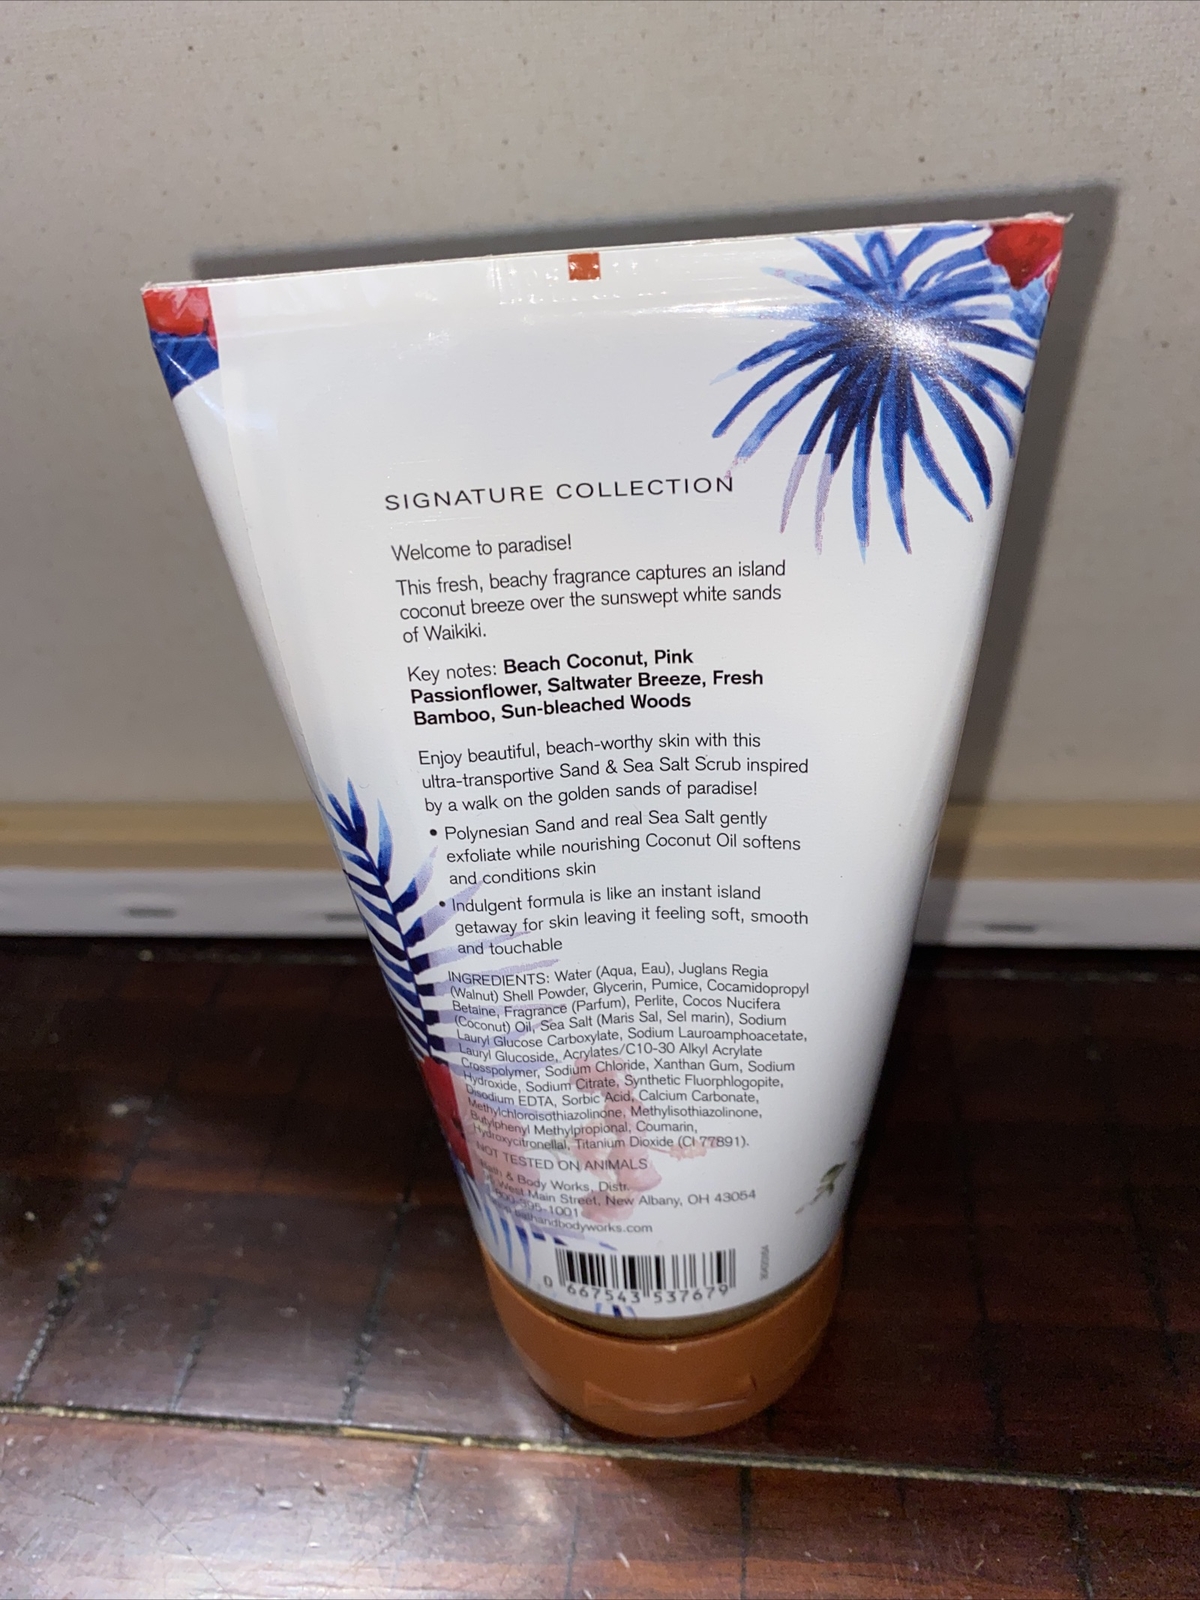 SIGNATURE COLLECTION
Welcome to paradise!
This fresh, beachy fragrance captures an island
coconut breeze over the sunswept white sands
of Waikiki.
Key notes: Beach Coconut, Pink
Passionflower, Saltwater Breeze, Fresh
Bamboo, Sun-bleached Woods
Enjoy beautiful, beach-worthy skin with this
ultra-transportive Sand & Sea Salt Scrub inspired
by a walk on the golden sands of paradise!
• Polynesian Sand and real Sea Salt gently
exfoliate while nourishing Coconut Oil softens
and conditions skin
• Indulgent formula is like an instant island
getaway for skin leaving it feeling soft, smooth
and touchable
INGREDIENTS: Water (Aqua, Eau), Juglans Regia
(Walnut) Shell Powder, Glycerin, Pumice, Cocamidopropyl
Betaine, Fragrance (Parfum), Perlite, Cocos Nucifera
(Coconut) Oil, Sea Salt (Maris Sal, Sel marin), Sodium
Lauryl Glucose Carboxylate, Sodium Lauroamphoacetate,
Lauryl Glucoside, Acrylates/C10-30 Alkyl Acrylate
Crosspolymer, Sodium Chloride, Xanthan Gum, Sodium
Hydroxide, Sodium Citrate, Synthetic Fluorphlogopite,
Disodium EDTA, Sorbic Acid, Calcium Carbonate,
Methylchloroisothiazolinone, Methylisothiazolinone,
Butylphenyl Methylpropional, Coumarin,
Hydroxycitronellal, Titanium Dioxide (CI 77891).
NOT TESTED ON ANIMALS
Bath & Body Works, Distr.
West Main Street, New Albany, OH 43054
0 667543 537679